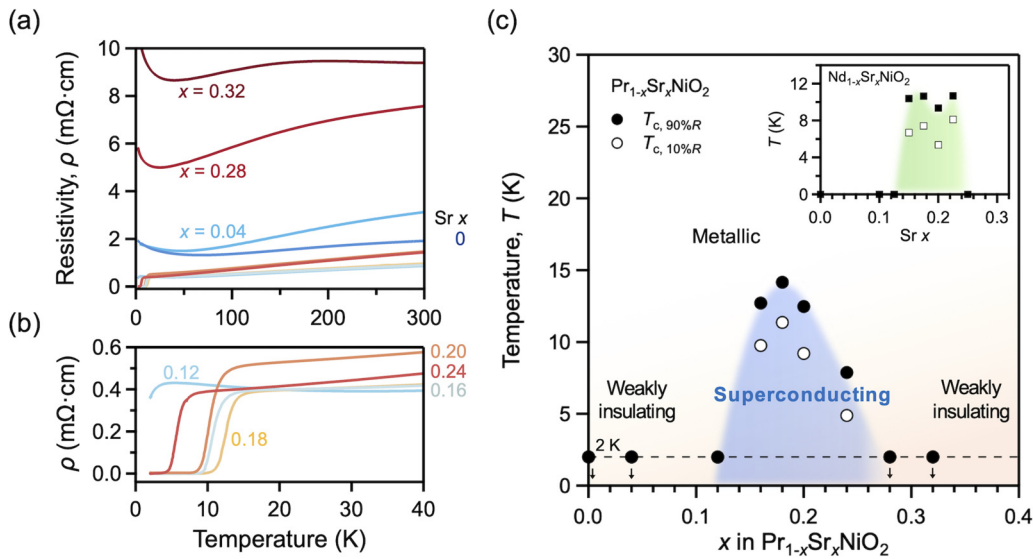 (a)
10
8
6
4
2
0
Resistivity, ρ (mΩ·cm)
x = 0.32
x = 0.28
x = 0.04
Sr x
0
0
100
200
300
(b)
0.6
0.4
0.2
0.0
ρ (mΩ·cm)
0.12
0.18
0.20
0.24
0.16
0
10
20
30
40
Temperature (K)
(c)
30
25
20
15
10
5
0
Temperature, T (K)
Pr1-xSrxNiO2
Tc, 90%R
Tc, 10%R
Nd1-xSrxNiO2
12
8
4
0
T (K)
0.0
0.1
0.2
0.3
Sr x
Metallic
Weakly
insulating
Superconducting
Weakly
insulating
2 K
0.0
0.1
0.2
0.3
0.4
x in Pr1-xSrxNiO2